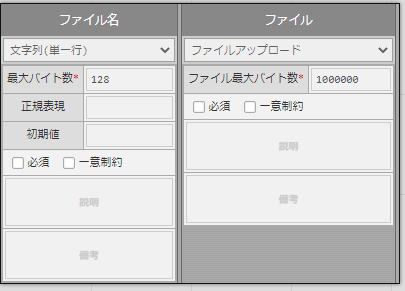 ファイル名
文字列(単一行)
最大バイト数* 128
正規表現
初期値
必須 一意制約
説明
備考
ファイル
ファイルアップロード
ファイル最大バイト数* 1000000
必須 一意制約
説明
備考